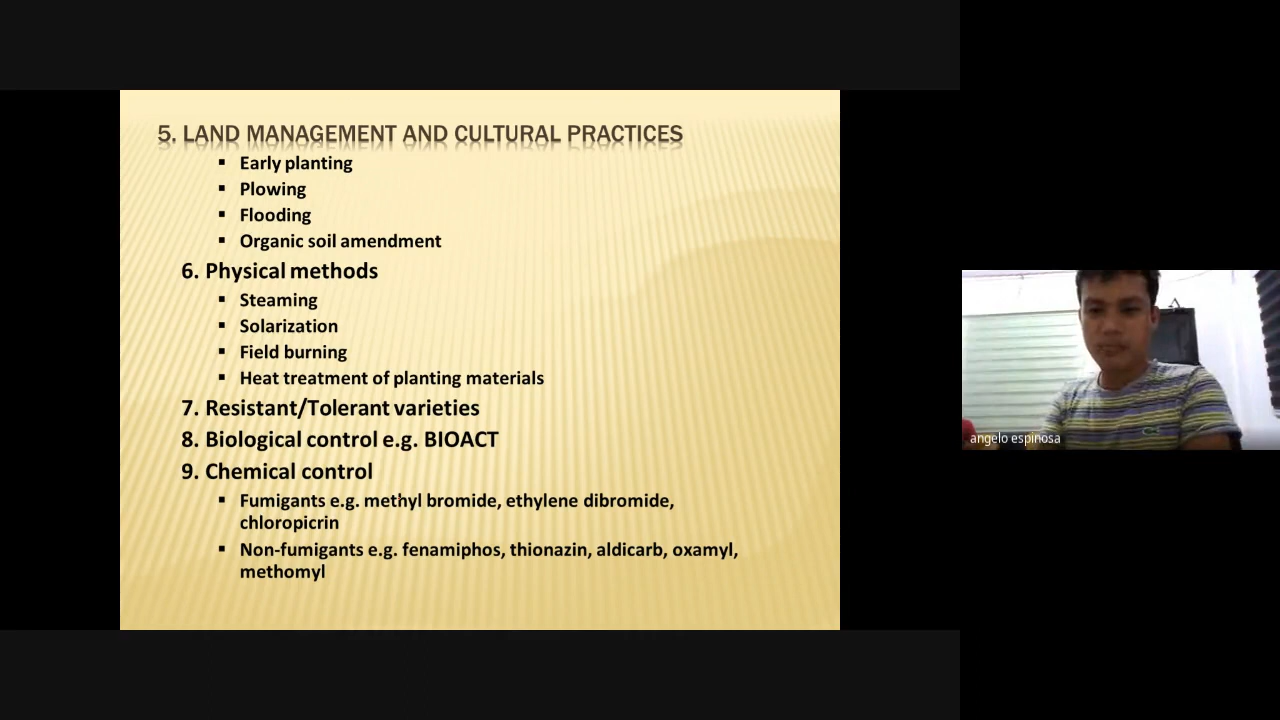 5. LAND MANAGEMENT AND CULTURAL PRACTICES
▪ Early planting
▪ Plowing
▪ Flooding
▪ Organic soil amendment
6. Physical methods
▪ Steaming
▪ Solarization
▪ Field burning
▪ Heat treatment of planting materials
7. Resistant/Tolerant varieties
8. Biological control e.g. BIOACT
9. Chemical control
▪ Fumigants e.g. methyl bromide, ethylene dibromide,
chloropicrin
▪ Non-fumigants e.g. fenamiphos, thionazin, aldicarb, oxamyl,
methomyl
angelo espinosa